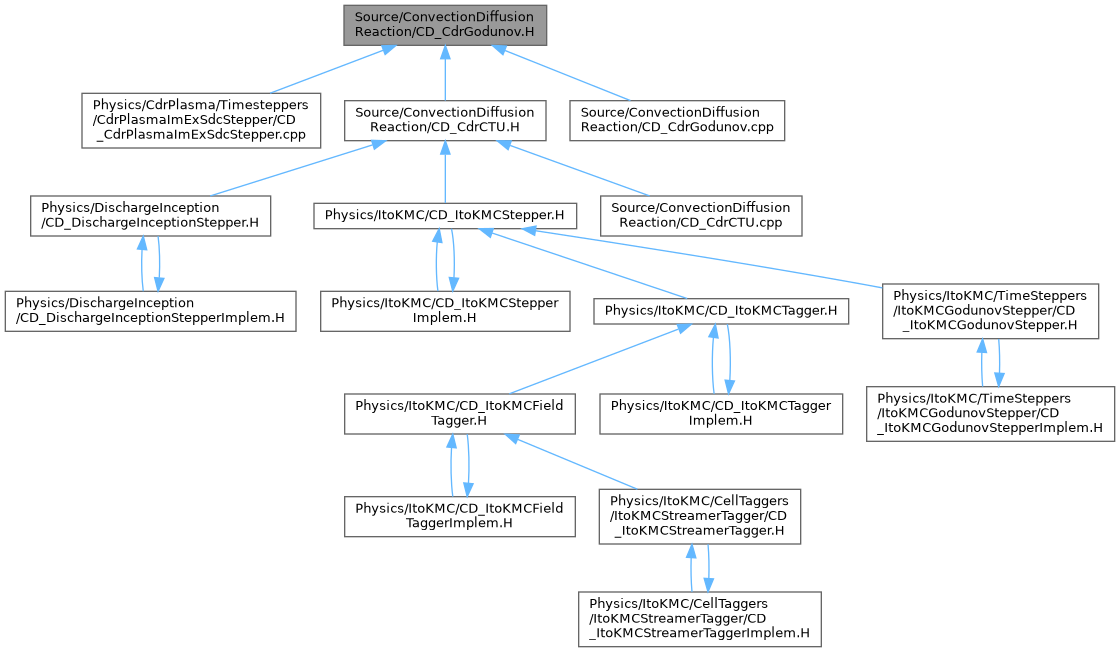 Source/ConvectionDiffusion
Reaction/CD_CdrGodunov.H
Physics/CdrPlasma/Timesteppers
/CdrPlasmaImExSdcStepper/CD
_CdrPlasmaImExSdcStepper.cpp
Source/ConvectionDiffusion
Reaction/CD_CdrCTU.H
Source/ConvectionDiffusion
Reaction/CD_CdrGodunov.cpp
Physics/DischargeInception
/CD_DischargeInceptionStepper.H
Physics/ItoKMC/CD_ItoKMCStepper.H
Source/ConvectionDiffusion
Reaction/CD_CdrCTU.cpp
Physics/DischargeInception
/CD_DischargeInceptionStepperImplem.H
Physics/ItoKMC/CD_ItoKMCStepper
Implem.H
Physics/ItoKMC/CD_ItoKMCTagger.H
Physics/ItoKMC/TimeSteppers
/ItoKMCGodunovStepper/CD
_ItoKMCGodunovStepper.H
Physics/ItoKMC/CD_ItoKMCField
Tagger.H
Physics/ItoKMC/CD_ItoKMCTagger
Implem.H
Physics/ItoKMC/TimeSteppers
/ItoKMCGodunovStepper/CD
_ItoKMCGodunovStepperImplem.H
Physics/ItoKMC/CD_ItoKMCField
TaggerImplem.H
Physics/ItoKMC/CellTaggers
/ItoKMCStreamerTagger/CD
_ItoKMCStreamerTagger.H
Physics/ItoKMC/CellTaggers
/ItoKMCStreamerTagger/CD
_ItoKMCStreamerTaggerImplem.H